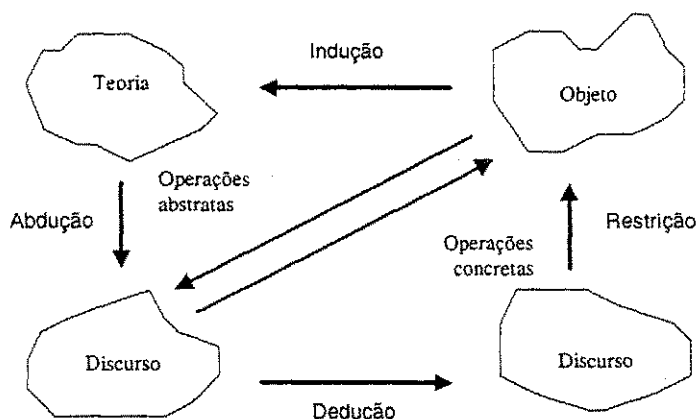 Indução
Teoria
Objeto
Operações
abstratas
Abdução
Restrição
Operações
concretas
Discurso
Discurso
Dedução